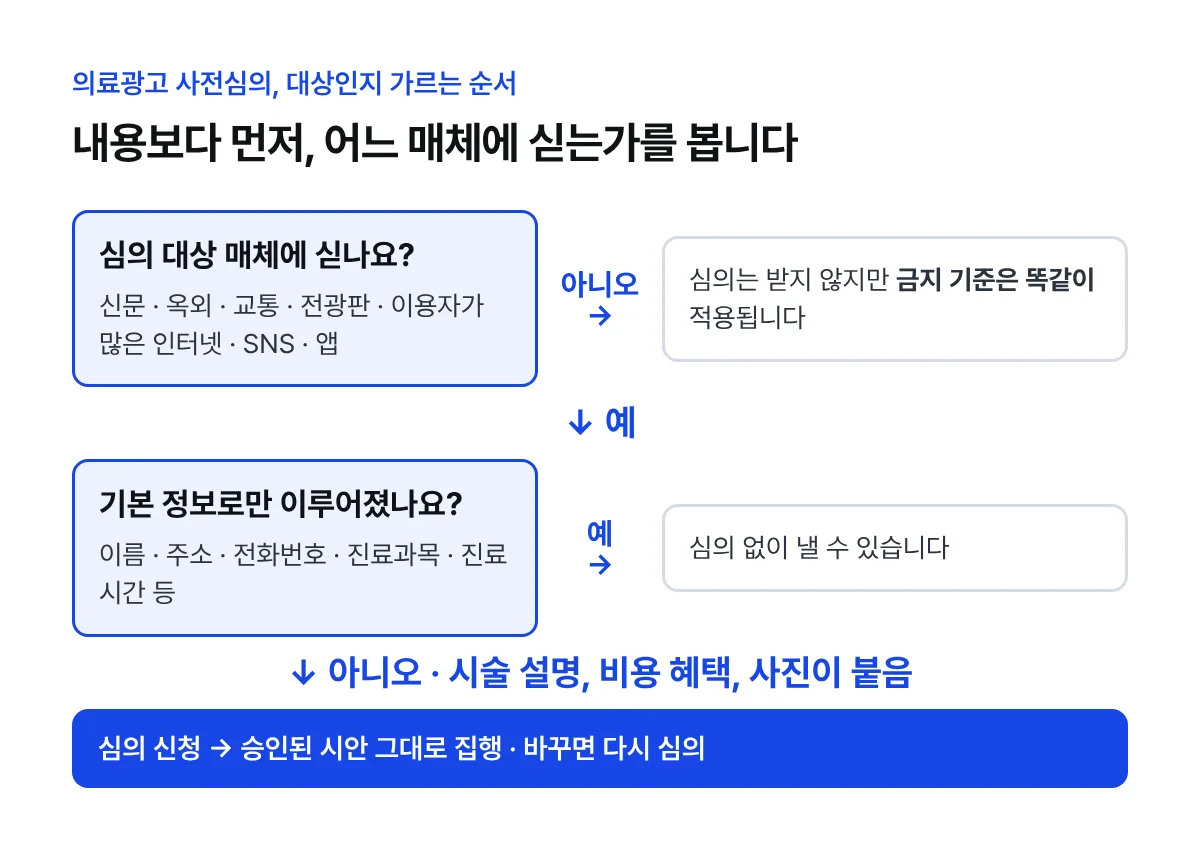 의료광고 사전심의, 대상인지 가르는 순서
내용보다 먼저, 어느 매체에 싣는가를 봅니다
심의 대상 매체에 싣나요?
신문 · 옥외 · 교통 · 전광판 · 이용자가
많은 인터넷 · SNS · 앱
아니오
→
심의는 받지 않지만 금지 기준은 똑같이
적용됩니다
↓ 예
기본 정보로만 이루어졌나요?
이름 · 주소 · 전화번호 · 진료과목 · 진료
시간 등
예
→
심의 없이 낼 수 있습니다
↓ 아니오 · 시술 설명, 비용 혜택, 사진이 붙음
심의 신청 → 승인된 시안 그대로 집행 · 바꾸면 다시 심의